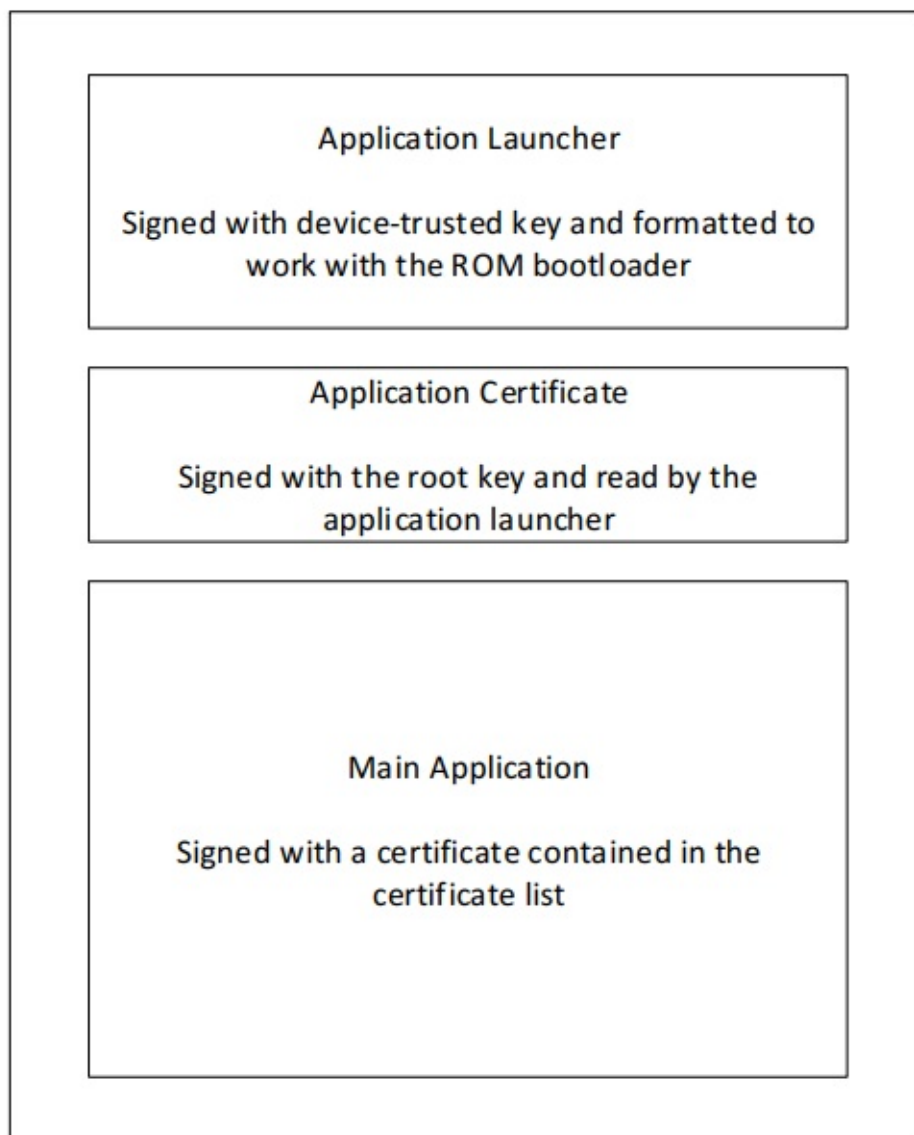 Application Launcher
Signed with device-trusted key and formatted to
work with the ROM bootloader
Application Certificate
Signed with the root key and read by the
application launcher
Main Application
Signed with a certificate contained in the
certificate list